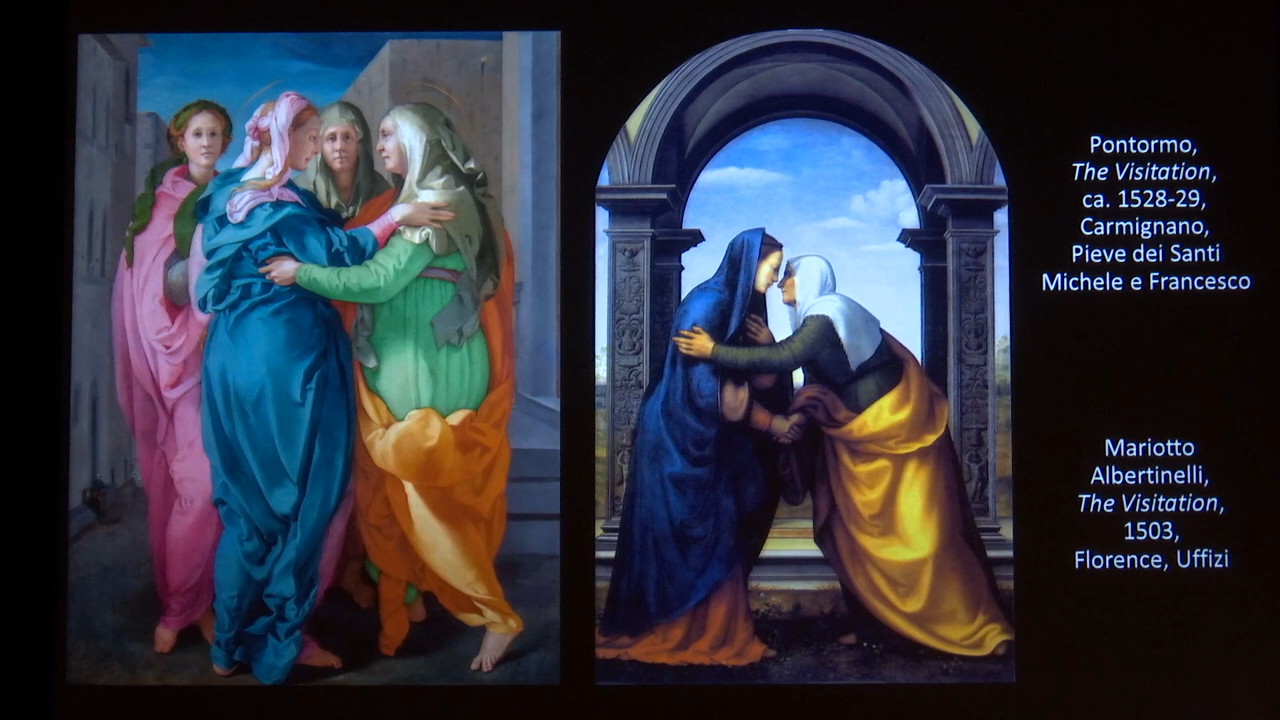 Pontormo,
The Visitation,
ca. 1528-29,
Carmignano,
Pieve dei Santi
Michele e Francesco
Mariotto
Albertinelli,
The Visitation,
1503,
Florence, Uffizi